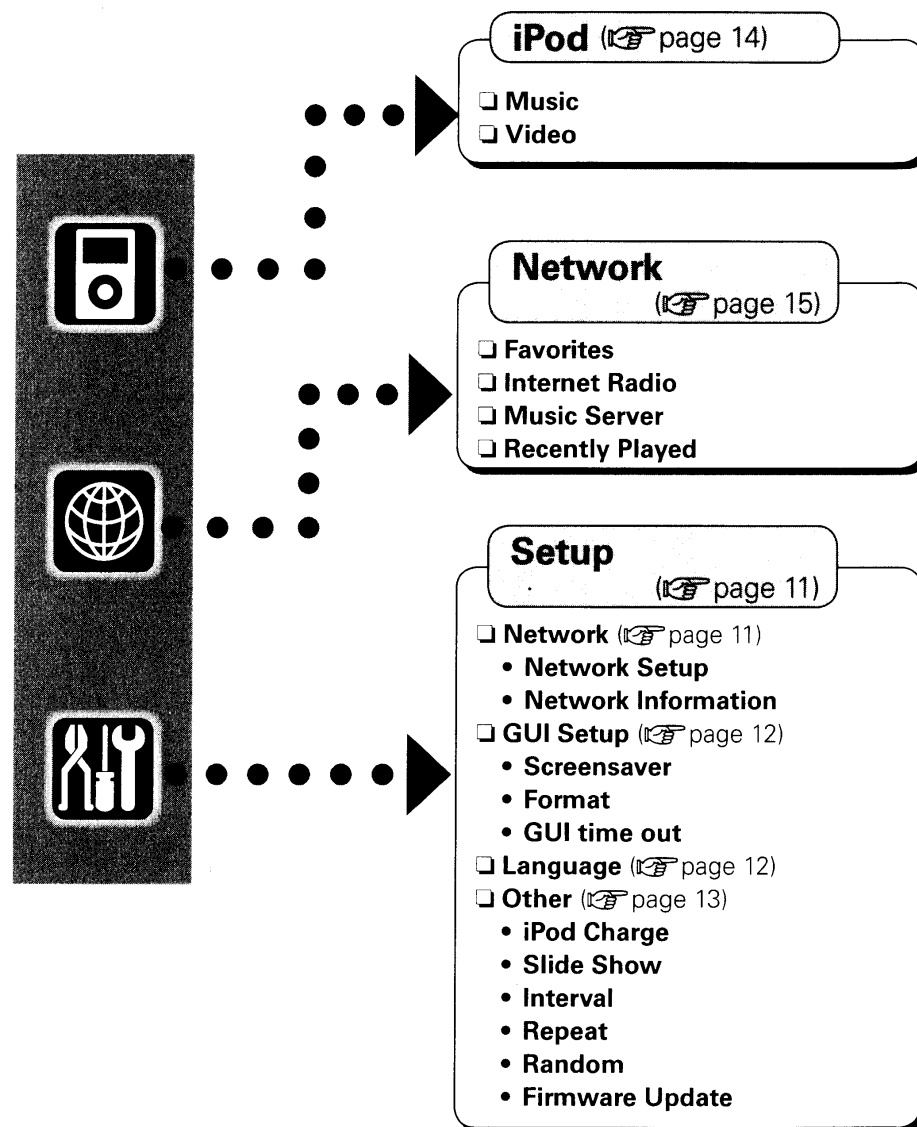 iPod (☞ page 14)
❏ Music
❏ Video
Network
(☞ page 15)
❏ Favorites
❏ Internet Radio
❏ Music Server
❏ Recently Played
Setup
(☞ page 11)
❏ Network (☞ page 11)
• Network Setup
• Network Information
❏ GUI Setup (☞ page 12)
• Screensaver
• Format
• GUI time out
❏ Language (☞ page 12)
❏ Other (☞ page 13)
• iPod Charge
• Slide Show
• Interval
• Repeat
• Random
• Firmware Update